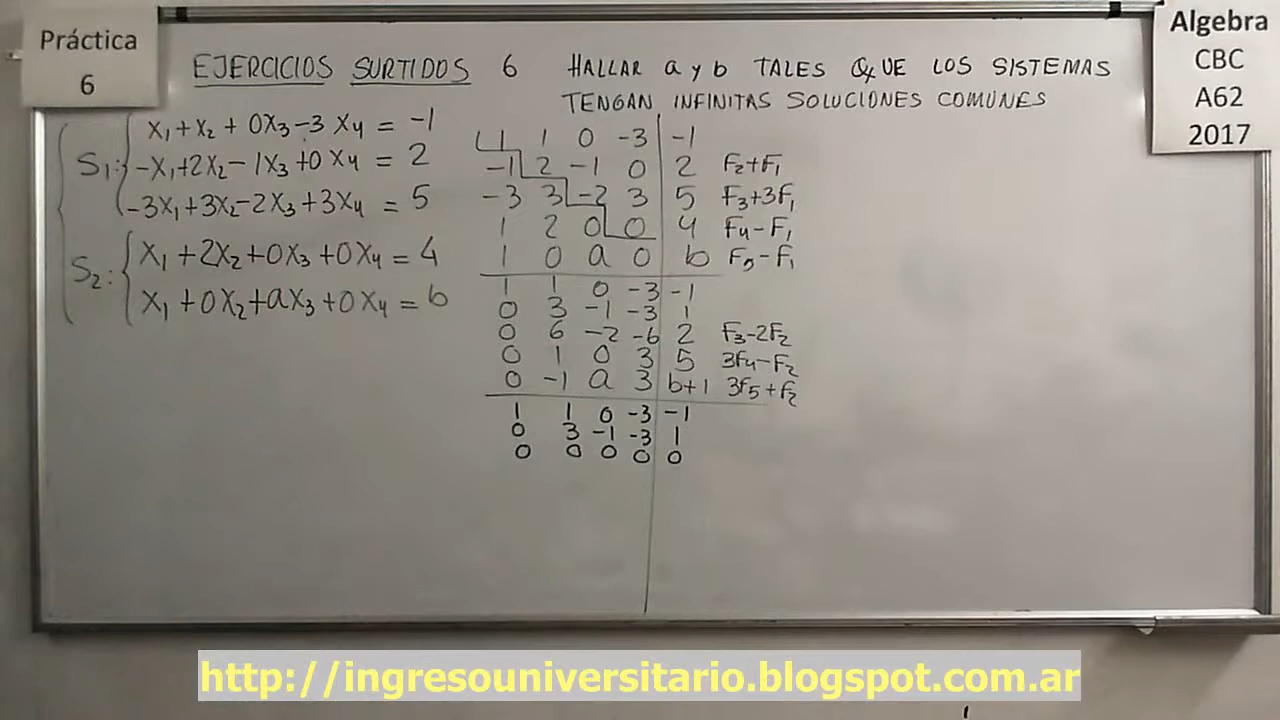 Práctica
6
EJERCICIOS SURTIDOS 6 HALLAR a y b TALES QUE LOS SISTEMAS
TENGAN INFINITAS SOLUCIONES COMUNES
Algebra
CBC
A62
2017
S1: x1 + x2 + 0x3 - 3x4 = -1
-x1 + 2x2 - 1x3 + 0x4 = 2
-3x1 + 3x2 - 2x3 + 3x4 = 5
S2: x1 + 2x2 + 0x3 + 0x4 = 4
x1 + 0x2 + ax3 + 0x4 = b
1 1 0 -3 | -1
-1 2 -1 0 | 2 F2+F1
-3 3 -2 3 | 5 F3+3F1
1 2 0 0 | 4 F4-F1
1 0 a 0 | b F5-F1
1 1 0 -3 | -1
0 3 -1 -3 | 1
0 6 -2 -6 | 2 F3-2F2
0 1 0 3 | 5 3F4-F2
0 -1 a 3 | b+1 3F5+F2
1 1 0 -3 | -1
0 3 -1 -3 | 1
0 0 0 0 | 0
http://ingresouniversitario.blogspot.com.ar